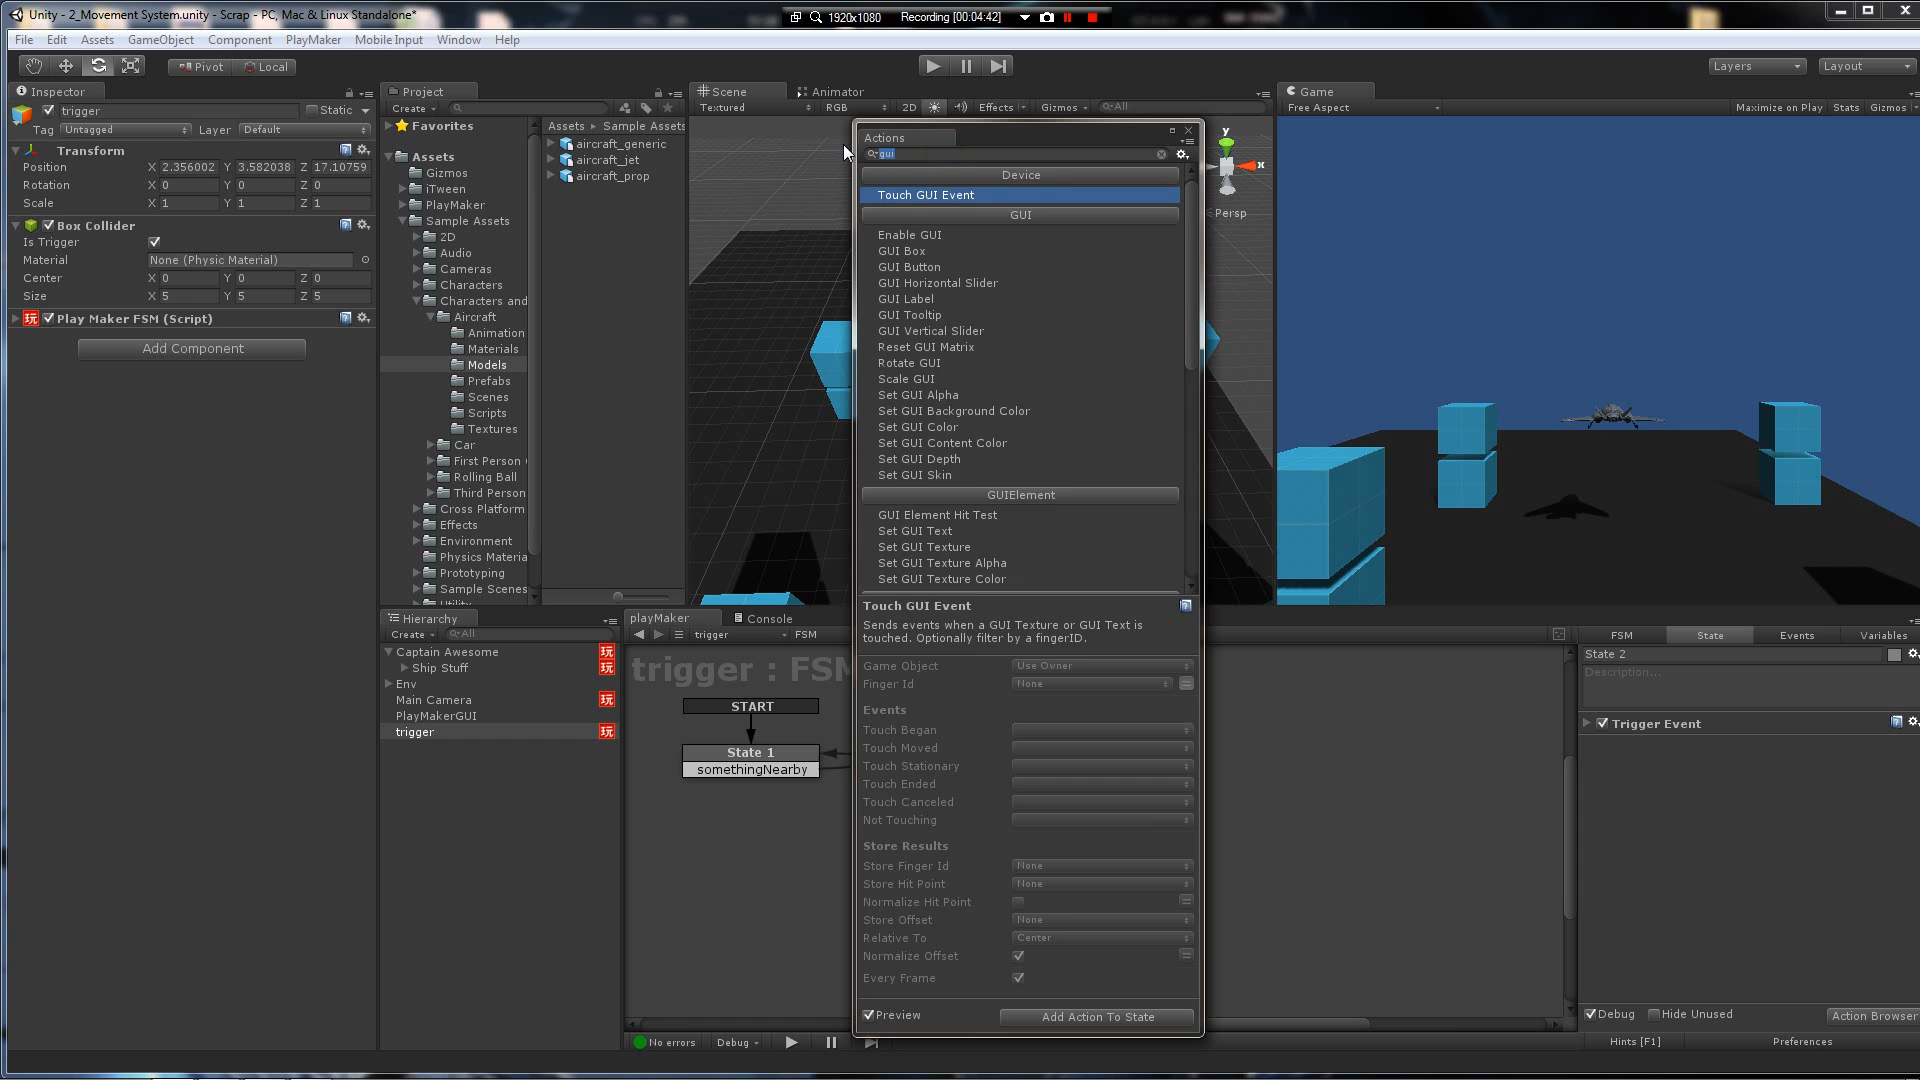 Unity - 2_Movement System.unity - Scrap - PC, Mac & Linux Standalone*
1920x1080
Recording [00:04:42]
File Edit Assets GameObject Component PlayMaker Mobile Input Window Help
Pivot Local
Layers
Layout
Inspector
trigger
Static
Tag Untagged Layer Default
Transform
Position X 2.356002 Y 3.582038 Z 17.10759
Rotation X 0 Y 0 Z 0
Scale X 1 Y 1 Z 1
Box Collider
Is Trigger
Material None (Physic Material)
Center X 0 Y 0 Z 0
Size X 5 Y 5 Z 5
玩 Play Maker FSM (Script)
Add Component
Project
Create
Favorites
Assets
Gizmos
iTween
PlayMaker
Sample Assets
2D
Audio
Cameras
Characters
Characters and
Aircraft
Animation
Materials
Models
Prefabs
Scenes
Scripts
Textures
Car
First Person
Rolling Ball
Third Person
Cross Platform
Effects
Environment
Physics Materia
Prototyping
Sample Scenes
Utility
Assets Sample Assets
aircraft_generic
aircraft_jet
aircraft_prop
Scene Animator
Textured RGB 2D Effects Gizmos All
y
x
Persp
Game
Free Aspect Maximize on Play Stats Gizmos
Actions
gui
Device
Touch GUI Event
GUI
Enable GUI
GUI Box
GUI Button
GUI Horizontal Slider
GUI Label
GUI Tooltip
GUI Vertical Slider
Reset GUI Matrix
Rotate GUI
Scale GUI
Set GUI Alpha
Set GUI Background Color
Set GUI Color
Set GUI Content Color
Set GUI Depth
Set GUI Skin
GUIElement
GUI Element Hit Test
Set GUI Text
Set GUI Texture
Set GUI Texture Alpha
Set GUI Texture Color
Touch GUI Event
Sends events when a GUI Texture or GUI Text is
touched. Optionally filter by a fingerID.
Game Object Use Owner
Finger Id None
Events
Touch Began
Touch Moved
Touch Stationary
Touch Ended
Touch Canceled
Not Touching
Store Results
Store Finger Id None
Store Hit Point None
Normalize Hit Point
Store Offset None
Relative To Center
Normalize Offset
Every Frame
Preview
Add Action To State
Hierarchy
Create All
Captain Awesome 玩
Ship Stuff 玩
Env
Main Camera 玩
PlayMakerGUI
trigger 玩
playMaker Console
trigger FSM
trigger : FSM
START
State 1
somethingNearby
No errors Debug
FSM State Events Variables
State 2
Description...
Trigger Event
Debug Hide Unused Action Browser
Hints [F1] Preferences